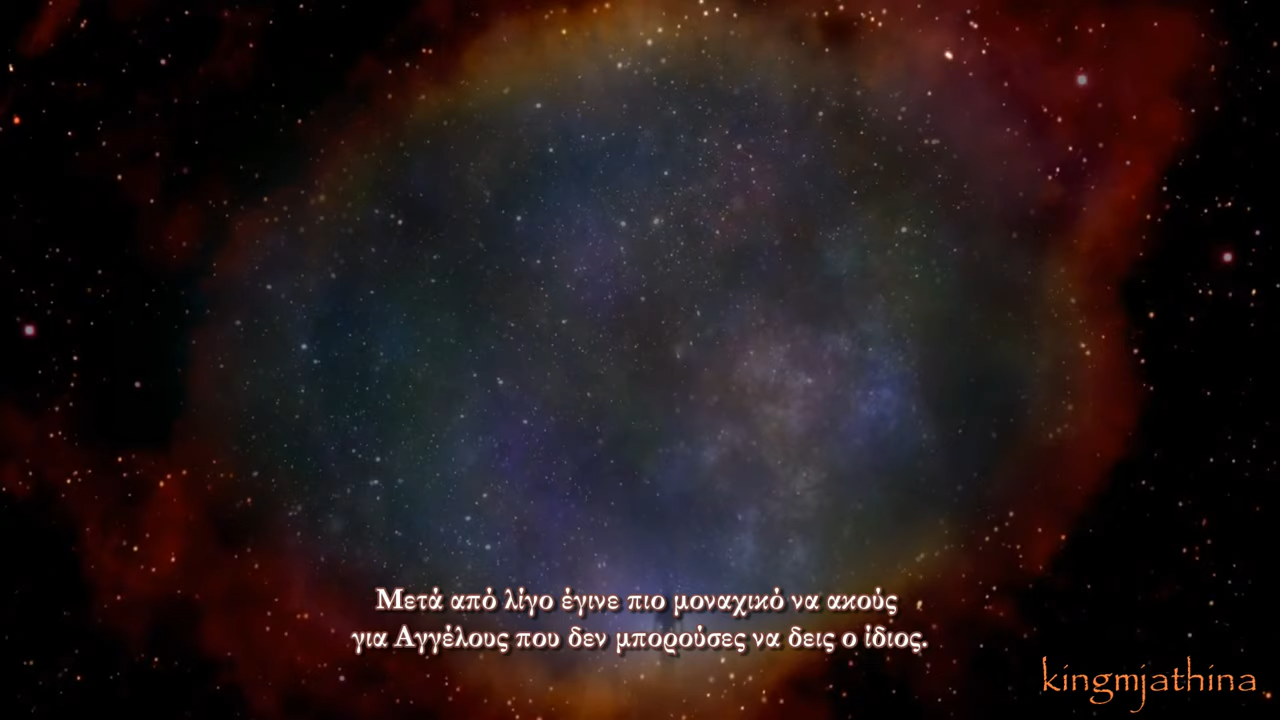 Μετά από λίγο έγινε πιο μοναχικό να ακούς
για Αγγέλους που δεν μπορούσες να δεις ο ίδιος.
kingmjathina